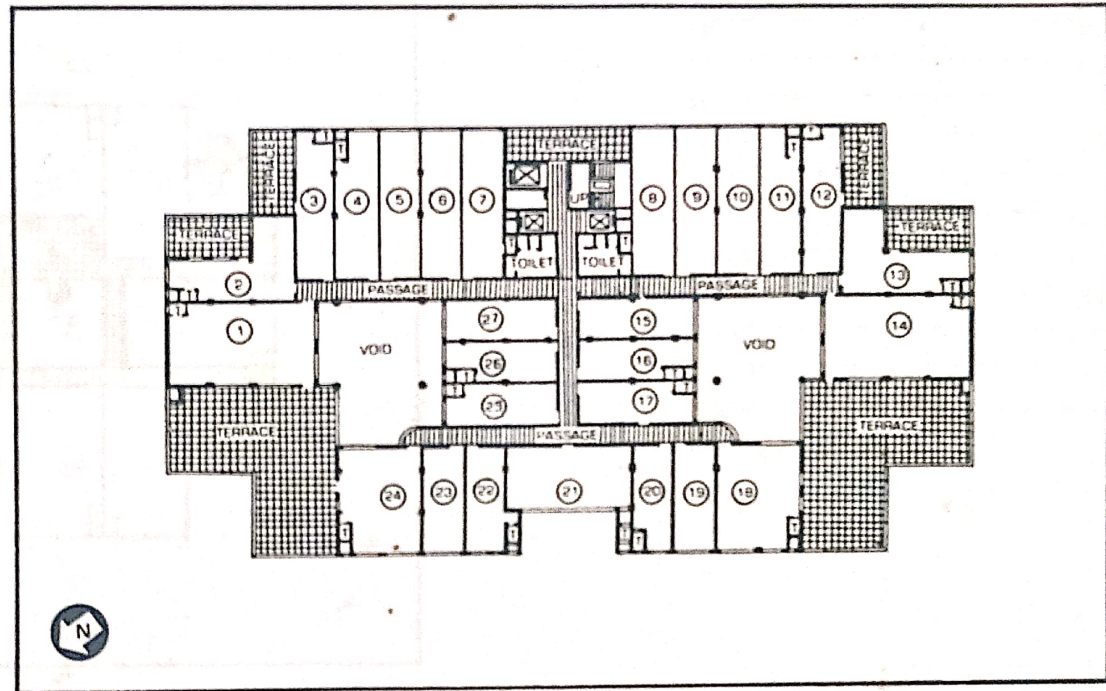 TERRACE
TERRACE
TERRACE
T
T
T
T
3
4
5
6
7
UP
8
9
10
11
12
TERRACE
TERRACE
TERRACE
T
T
TOILET
TOILET
2
13
T
T
T
T
PASSAGE
PASSAGE
1
27
15
14
T
T
VOID
26
16
VOID
T
T
T
T
25
17
TERRACE
PASSAGE
TERRACE
24
23
22
21
20
19
18
T
T
T
T
T
N